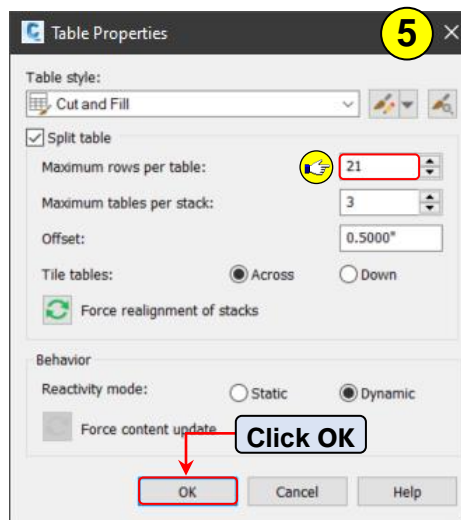 Table Properties
5
Table style:
Cut and Fill
Split table
Maximum rows per table:
21
Maximum tables per stack:
3
Offset:
0.5000"
Tile tables:
Across
Down
Force realignment of stacks
Behavior
Reactivity mode:
Static
Dynamic
Force content update
Click OK
OK
Cancel
Help